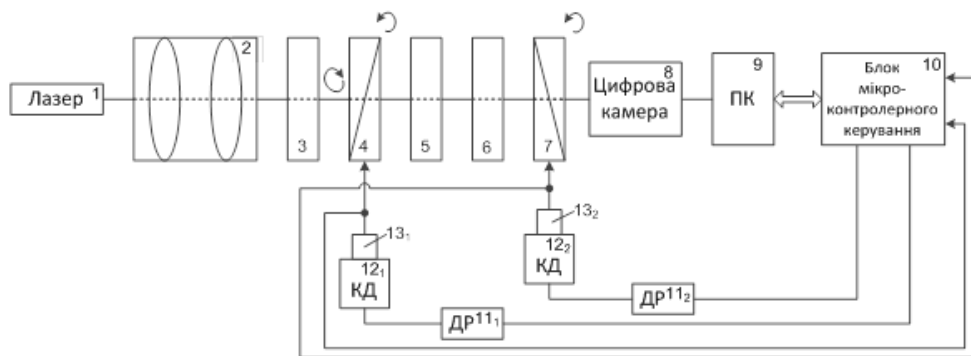 Лазер 1
2
3
4
5
6
7
8
Цифрова
камера
9
ПК
10
Блок
мікро-
контролерного
керування
13₁
12₁
КД
ДР11₁
13₂
12₂
КД
ДР11₂